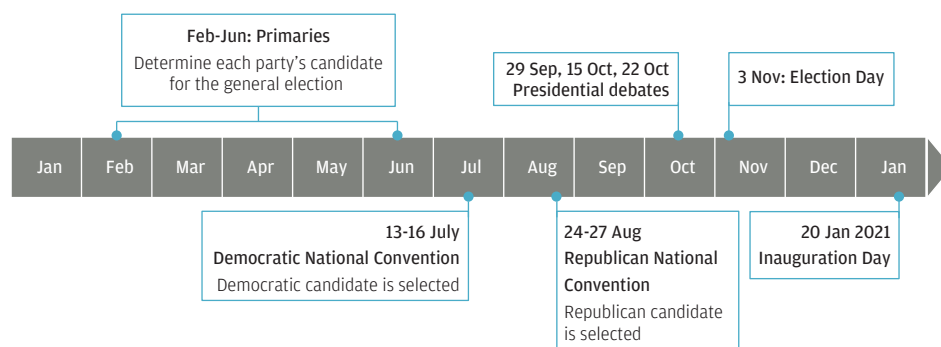 Feb-Jun: Primaries
Determine each party's candidate
for the general election
29 Sep, 15 Oct, 22 Oct
Presidential debates
3 Nov: Election Day
Jan Feb Mar Apr May Jun Jul Aug Sep Oct Nov Dec Jan
13-16 July
Democratic National Convention
Democratic candidate is selected
24-27 Aug
Republican National
Convention
Republican candidate
is selected
20 Jan 2021
Inauguration Day